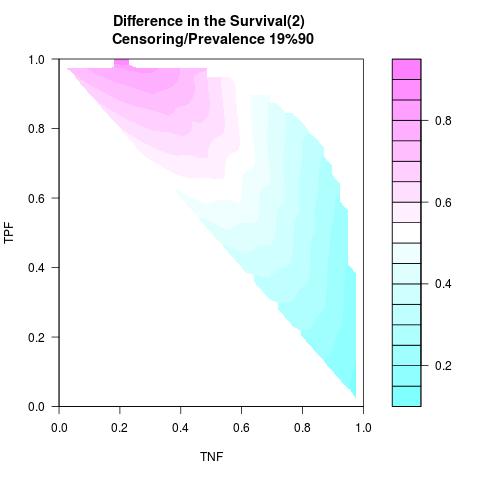 Difference in the Survival(2)
Censoring/Prevalence 19%90
1.0
0.8
0.6
0.4
0.2
0.0
TPF
0.0 0.2 0.4 0.6 0.8 1.0
TNF
0.8
0.6
0.4
0.2